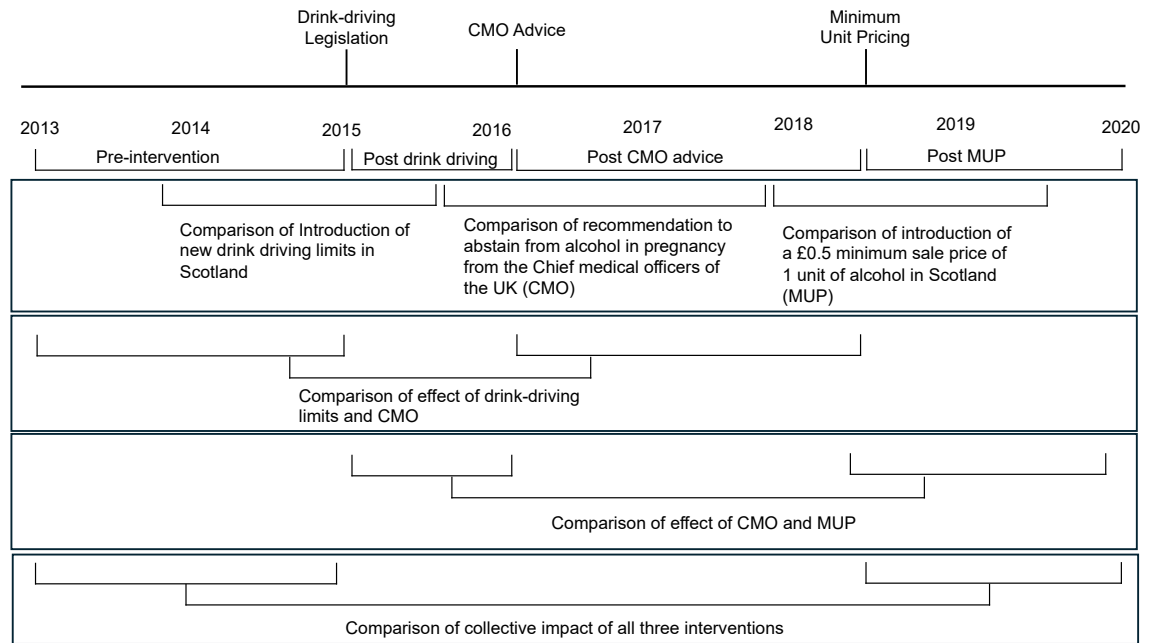 Drink-driving
Legislation
CMO Advice
Minimum
Unit Pricing
2013
2014
2015
2016
2017
2018
2019
2020
Pre-intervention
Post drink driving
Post CMO advice
Post MUP
Comparison of Introduction of
new drink driving limits in
Scotland
Comparison of recommendation to
abstain from alcohol in pregnancy
from the Chief medical officers of
the UK (CMO)
Comparison of introduction of
a £0.5 minimum sale price of
1 unit of alcohol in Scotland
(MUP)
Comparison of effect of drink-driving
limits and CMO
Comparison of effect of CMO and MUP
Comparison of collective impact of all three interventions